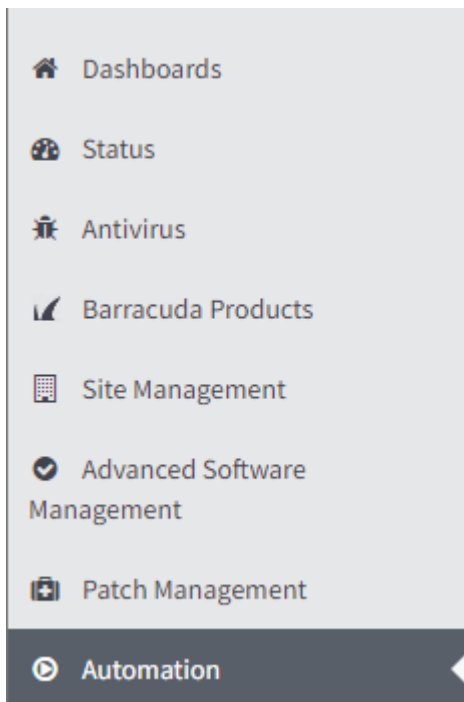 Dashboards
Status
Antivirus
Barracuda Products
Site Management
Advanced Software
Management
Patch Management
Automation